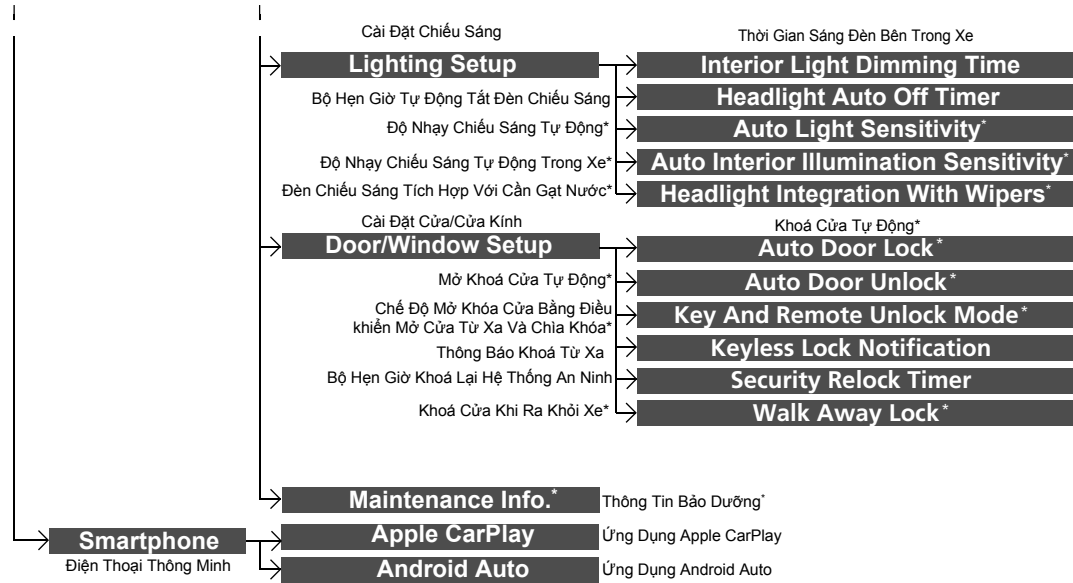 Cài Đặt Chiếu Sáng
Thời Gian Sáng Đèn Bên Trong Xe
Lighting Setup
Interior Light Dimming Time
Bộ Hẹn Giờ Tự Động Tắt Đèn Chiếu Sáng
Headlight Auto Off Timer
Độ Nhạy Chiếu Sáng Tự Động*
Auto Light Sensitivity*
Độ Nhạy Chiếu Sáng Tự Động Trong Xe*
Auto Interior Illumination Sensitivity*
Đèn Chiếu Sáng Tích Hợp Với Cần Gạt Nước*
Headlight Integration With Wipers*
Cài Đặt Cửa/Cửa Kính
Khoá Cửa Tự Động*
Door/Window Setup
Auto Door Lock*
Mở Khoá Cửa Tự Động*
Auto Door Unlock*
Chế Độ Mở Khóa Cửa Bằng Điều
khiển Mở Cửa Từ Xa Và Chìa Khóa*
Key And Remote Unlock Mode*
Thông Báo Khoá Từ Xa
Keyless Lock Notification
Bộ Hẹn Giờ Khoá Lại Hệ Thống An Ninh
Security Relock Timer
Khoá Cửa Khi Ra Khỏi Xe*
Walk Away Lock*
Maintenance Info.*
Thông Tin Bảo Dưỡng*
Smartphone
Apple CarPlay
Ứng Dụng Apple CarPlay
Điện Thoại Thông Minh
Android Auto
Ứng Dụng Android Auto